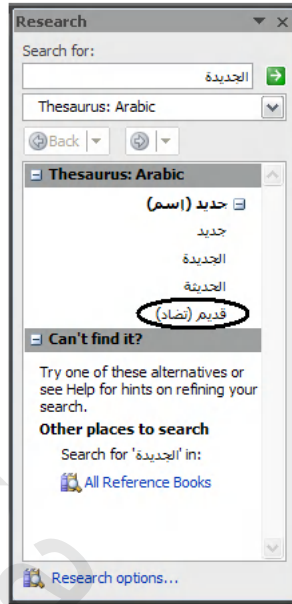 Research
Search for:
الجديدة
Thesaurus: Arabic
Back
Thesaurus: Arabic
جديد (اسم)
جديد
الجديدة
الحديثة
قديم (تضاد)
Can't find it?
Try one of these alternatives or
see Help for hints on refining your
search.
Other places to search
Search for 'الجديدة' in:
All Reference Books
Research options...